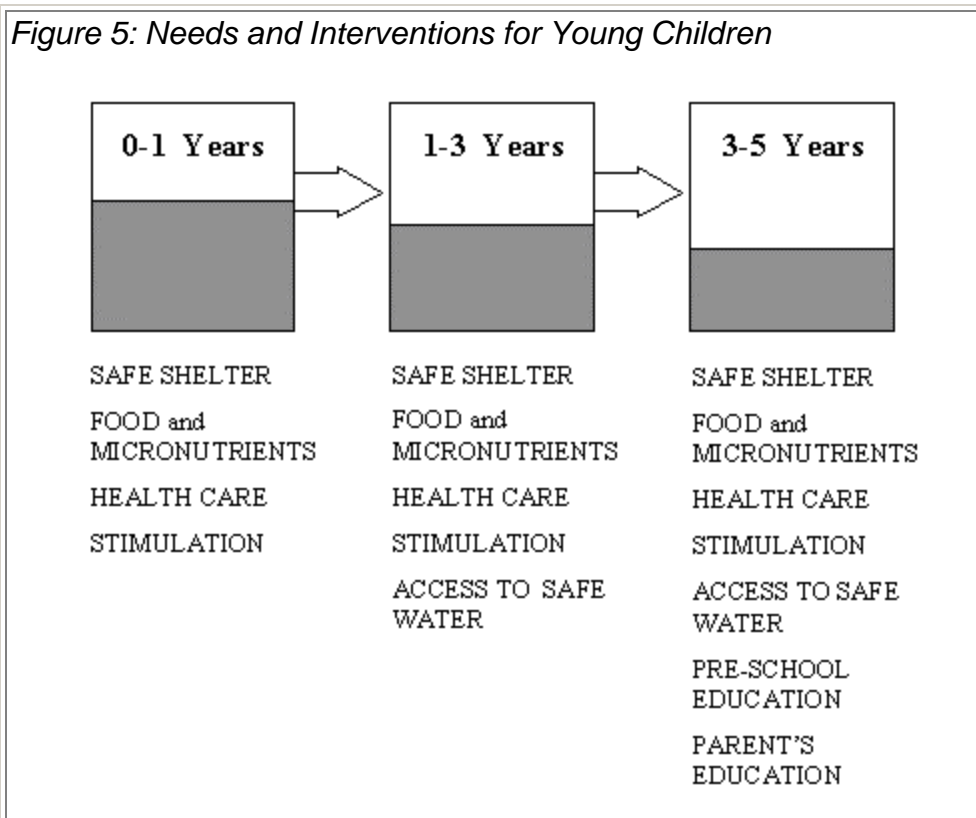 Figure 5: Needs and Interventions for Young Children
0-1 Years
1-3 Years
3-5 Years
SAFE SHELTER
FOOD and
MICRONUTRIENTS
HEALTH CARE
STIMULATION
SAFE SHELTER
FOOD and
MICRONUTRIENTS
HEALTH CARE
STIMULATION
ACCESS TO SAFE
WATER
SAFE SHELTER
FOOD and
MICRONUTRIENTS
HEALTH CARE
STIMULATION
ACCESS TO SAFE
WATER
PRE-SCHOOL
EDUCATION
PARENT'S
EDUCATION